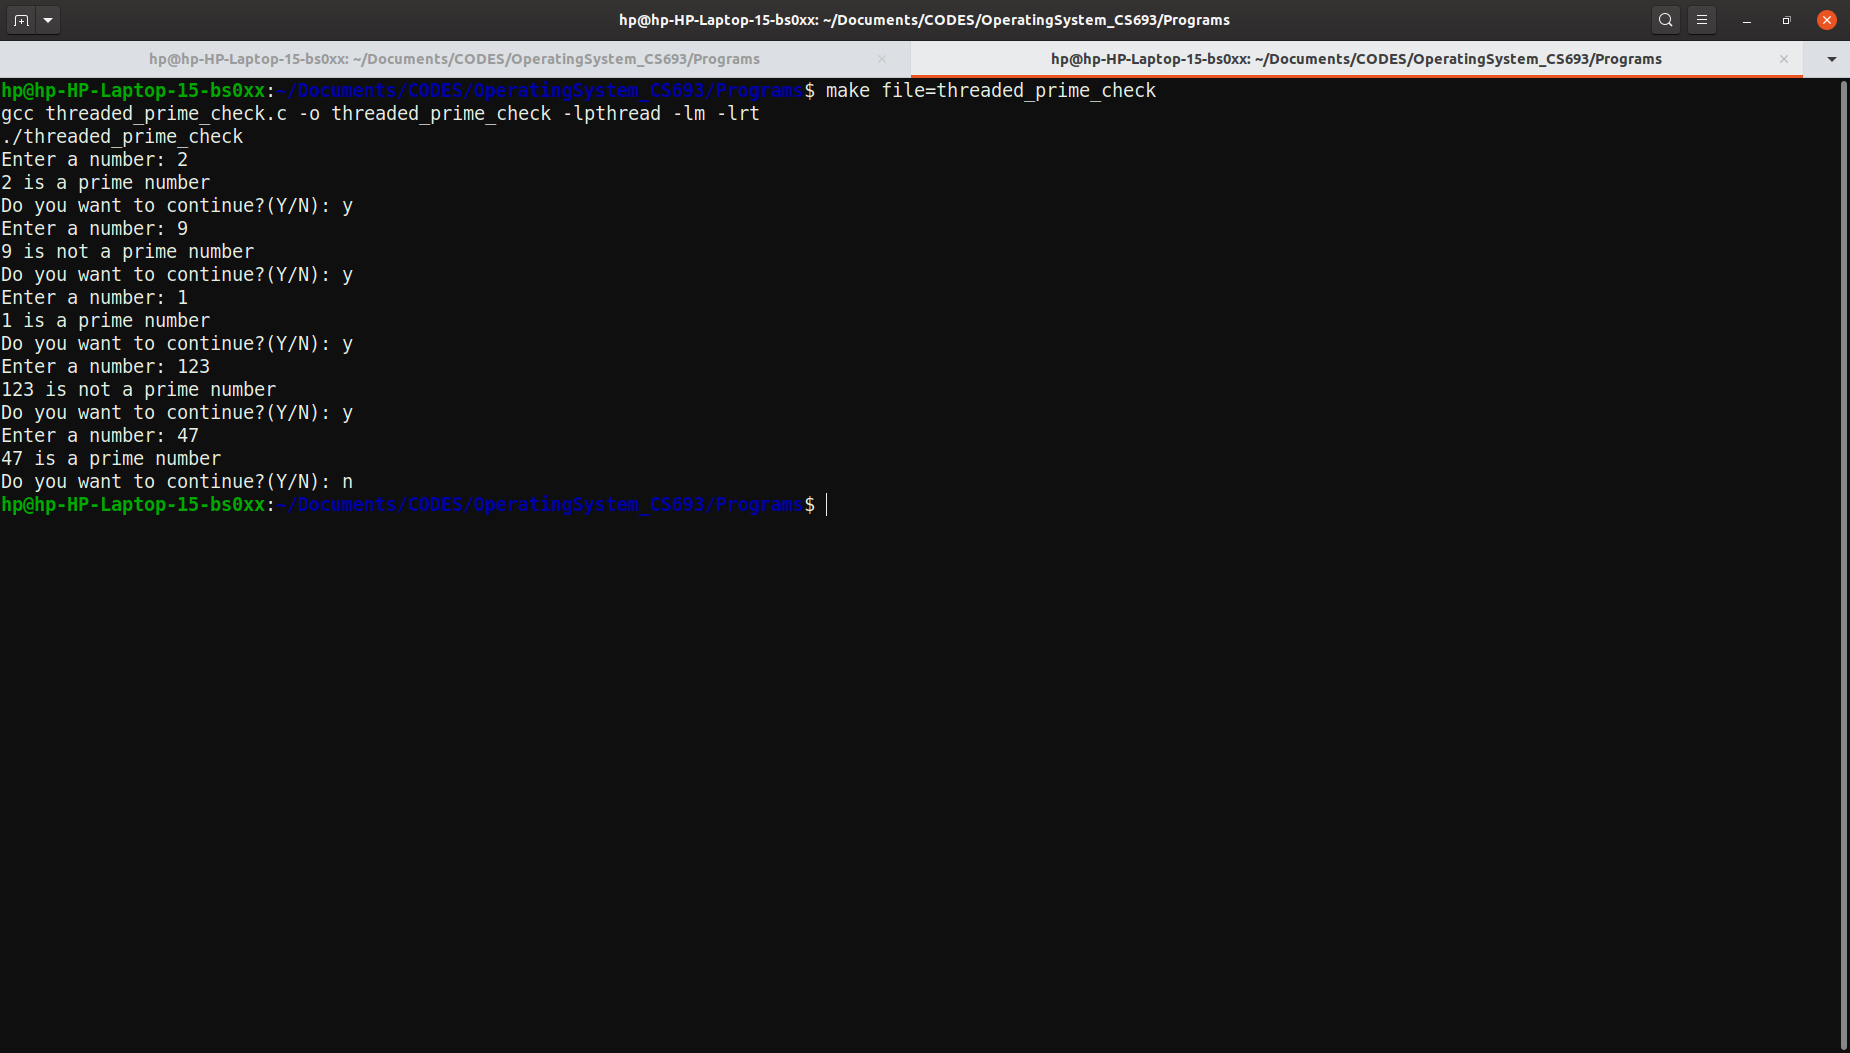 hp@hp-HP-Laptop-15-bs0xx: ~/Documents/CODES/OperatingSystem_CS693/Programs
hp@hp-HP-Laptop-15-bs0xx: ~/Documents/CODES/OperatingSystem_CS693/Programs
hp@hp-HP-Laptop-15-bs0xx: ~/Documents/CODES/OperatingSystem_CS693/Programs
hp@hp-HP-Laptop-15-bs0xx:~/Documents/CODES/OperatingSystem_CS693/Programs$ make file=threaded_prime_check
gcc threaded_prime_check.c -o threaded_prime_check -lpthread -lm -lrt
./threaded_prime_check
Enter a number: 2
2 is a prime number
Do you want to continue?(Y/N): y
Enter a number: 9
9 is not a prime number
Do you want to continue?(Y/N): y
Enter a number: 1
1 is a prime number
Do you want to continue?(Y/N): y
Enter a number: 123
123 is not a prime number
Do you want to continue?(Y/N): y
Enter a number: 47
47 is a prime number
Do you want to continue?(Y/N): n
hp@hp-HP-Laptop-15-bs0xx:~/Documents/CODES/OperatingSystem_CS693/Programs$